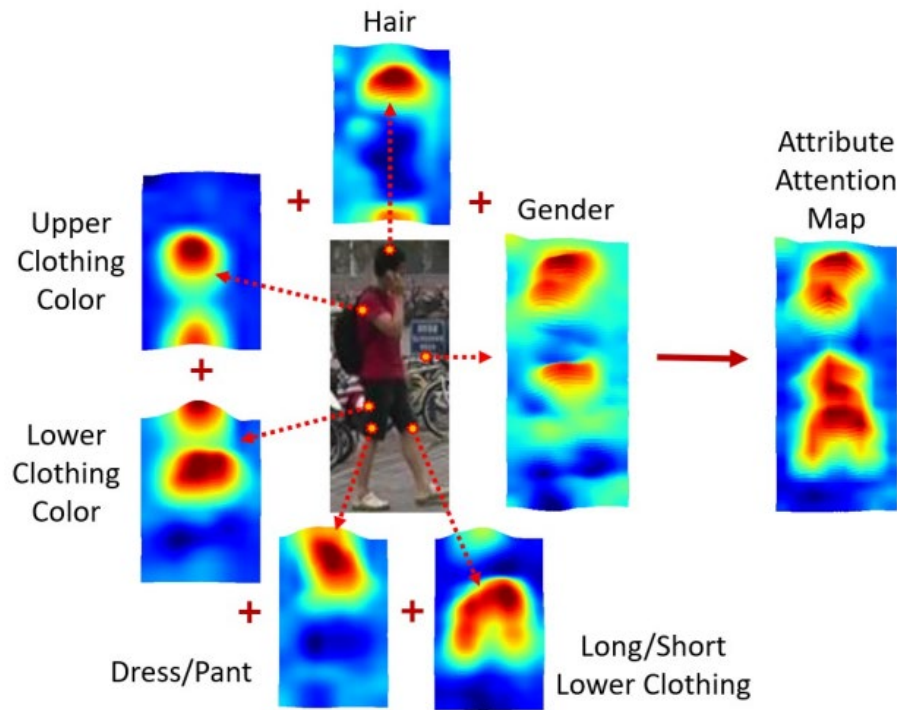 Hair
Attribute
Attention
Map
Gender
Upper
Clothing
Color
+
+
+
Lower
Clothing
Color
+
+
Dress/Pant
Long/Short
Lower Clothing